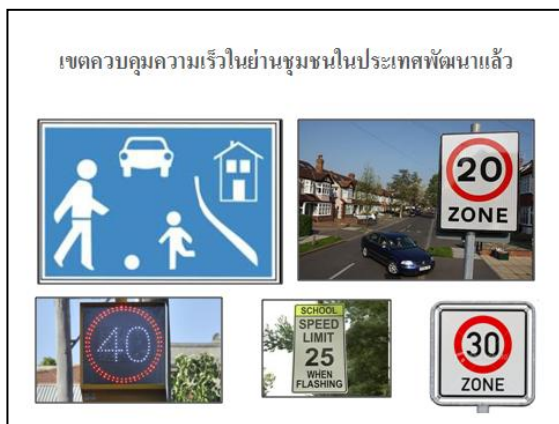 เขตควบคุมความเร็วในย่านชุมชนในประเทศพัฒนาแล้ว
20
ZONE
40
SCHOOL
SPEED
LIMIT
25
WHEN
FLASHING
30
ZONE